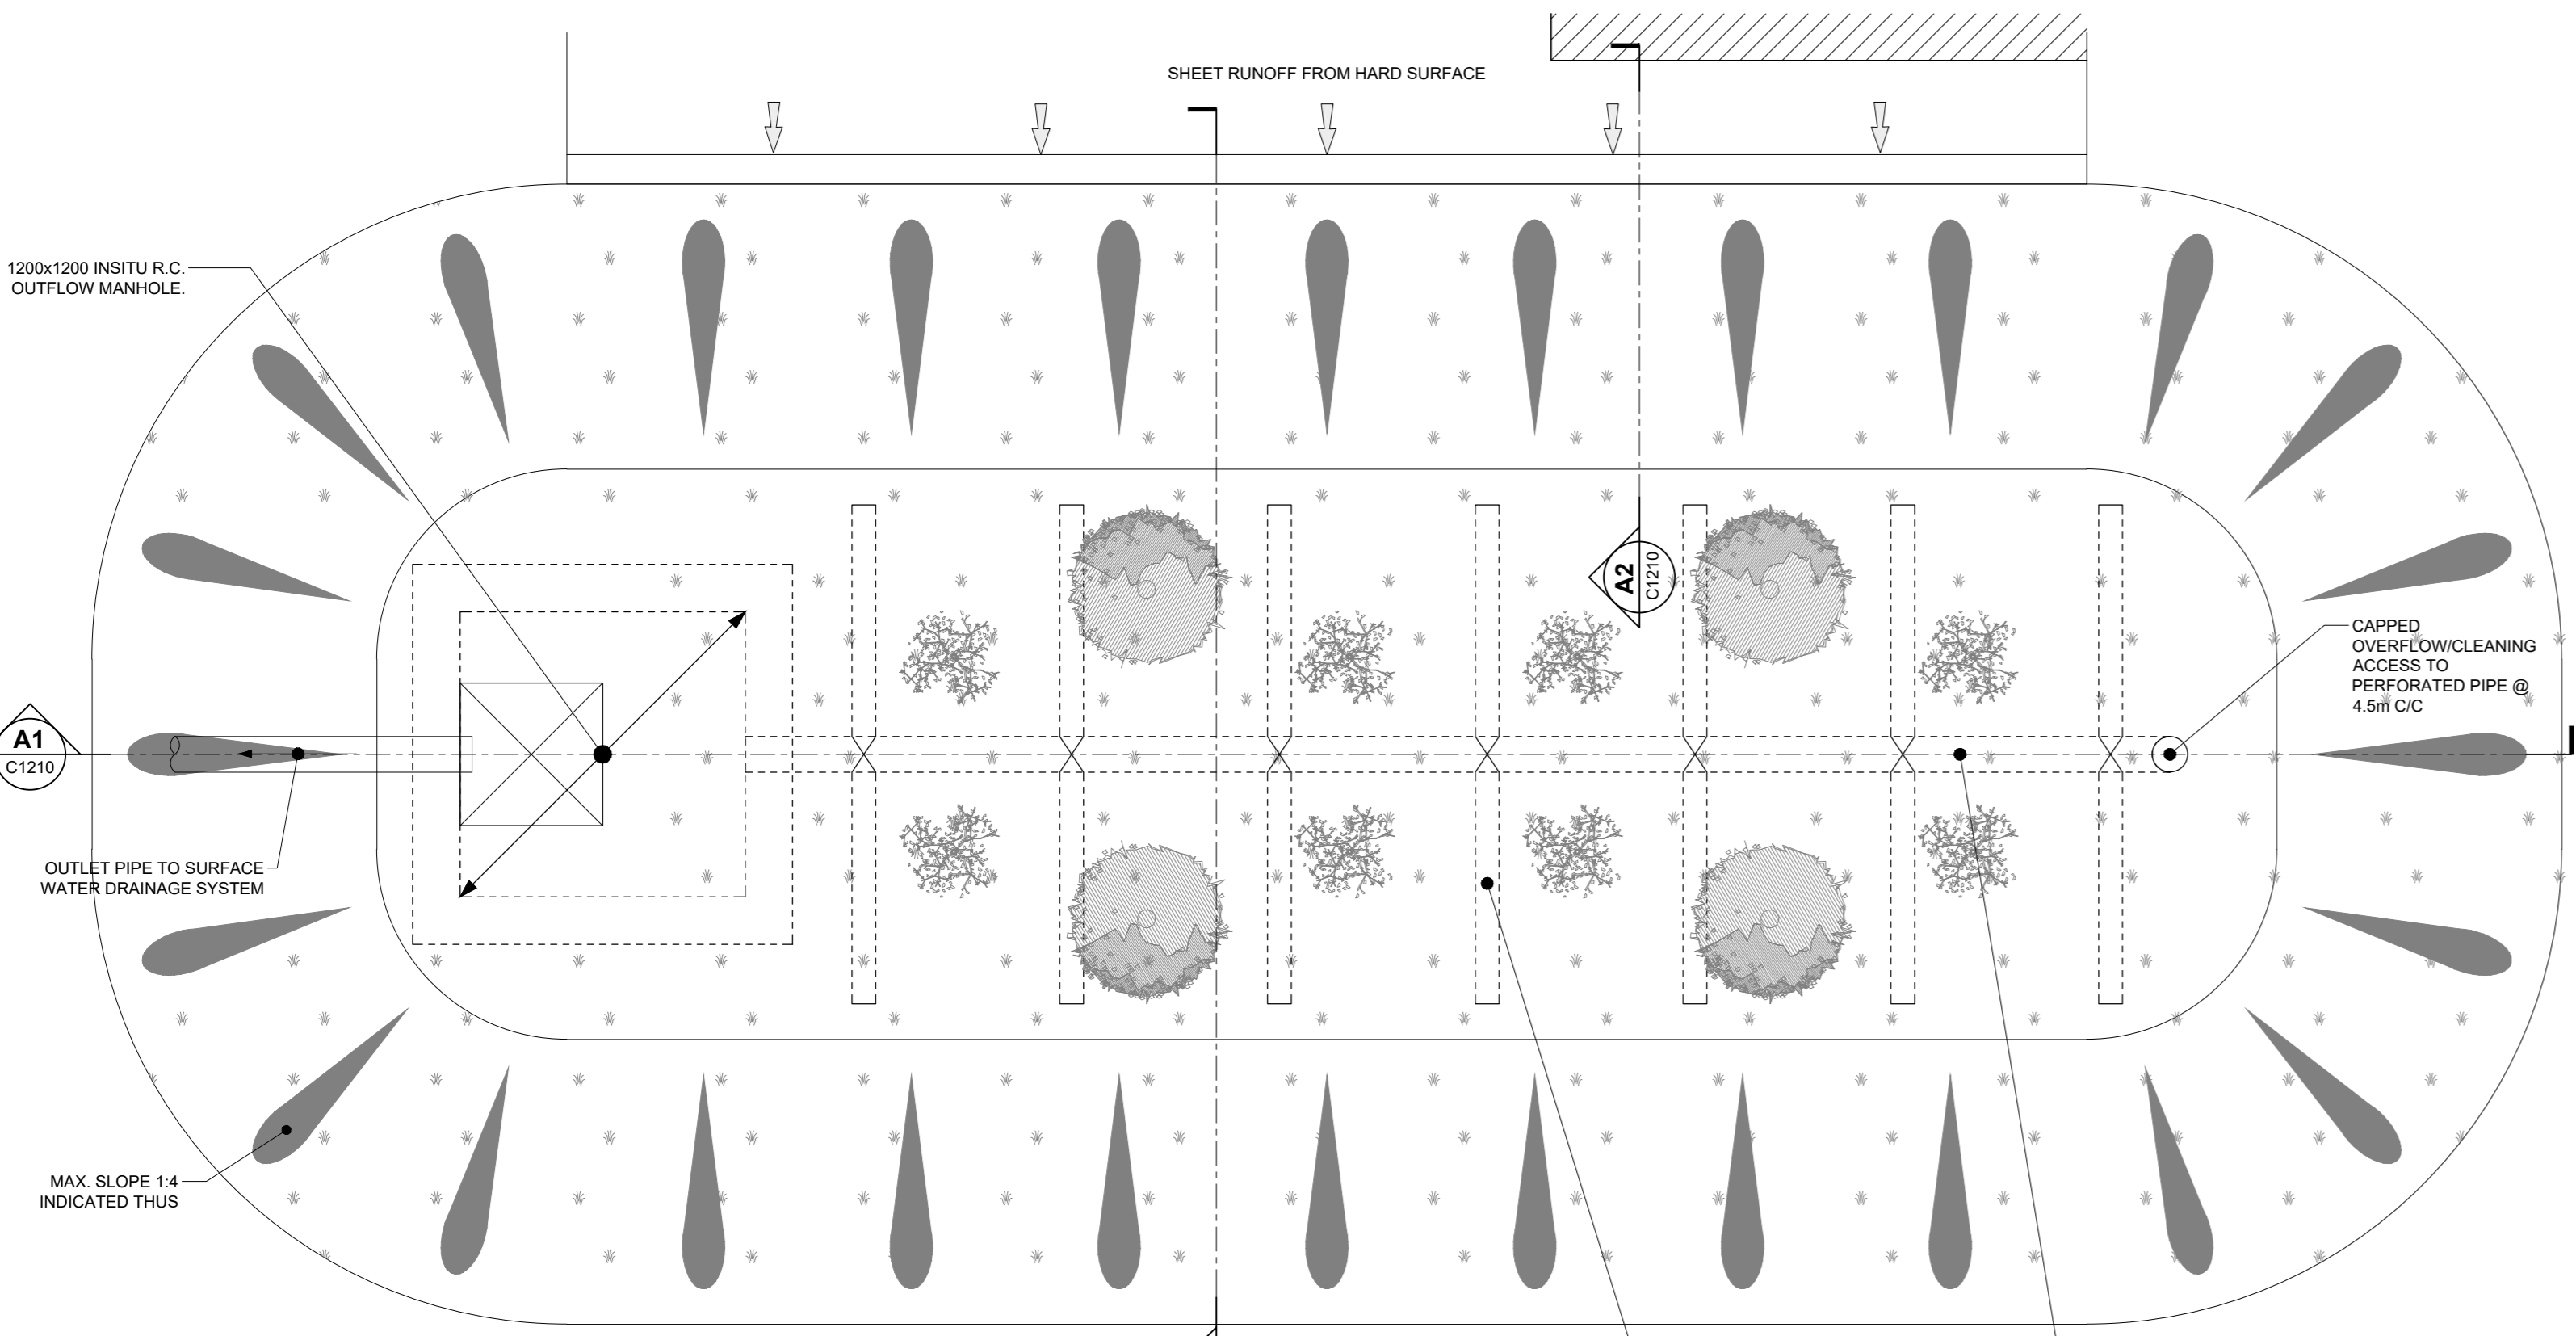 SHEET RUNOFF FROM HARD SURFACE
1200x1200 INSITU R.C.
OUTFLOW MANHOLE.
A2
C1210
CAPPED
OVERFLOW/CLEANING
ACCESS TO
PERFORATED PIPE @
4.5m C/C
A1
C1210
OUTLET PIPE TO SURFACE
WATER DRAINAGE SYSTEM
MAX. SLOPE 1:4
INDICATED THUS